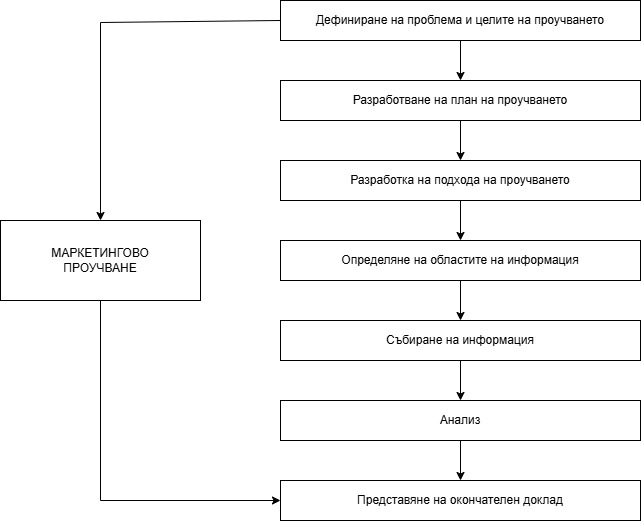 Дефиниране на проблема и целите на проучването
Разработване на план на проучването
Разработка на подхода на проучването
МАРКЕТИНГОВО
ПРОУЧВАНЕ
Определяне на областите на информация
Събиране на информация
Анализ
Представяне на окончателен доклад